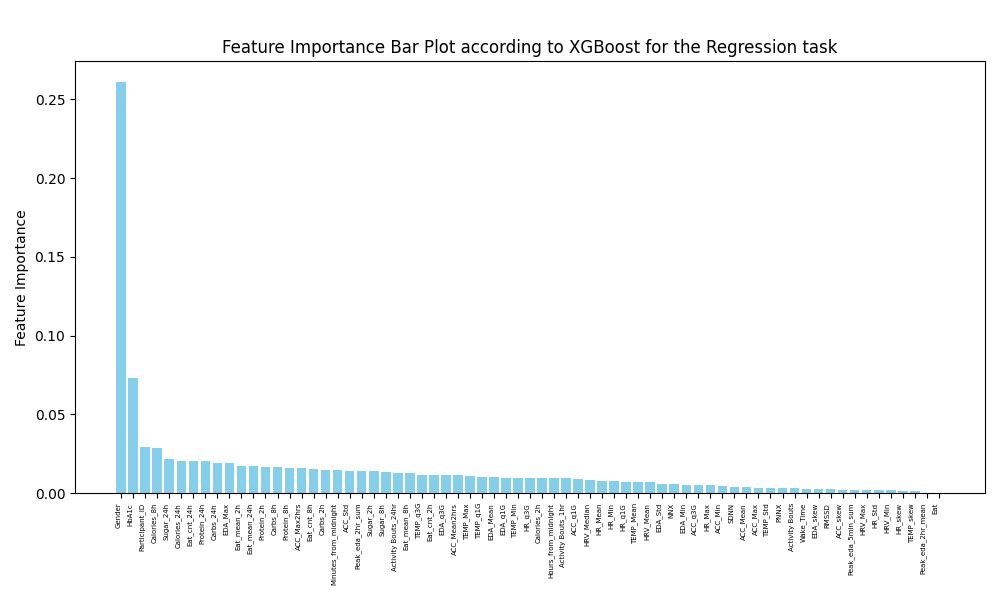 Feature Importance Bar Plot according to XGBoost for the Regression task
Feature Importance
0.25
0.20
0.15
0.10
0.05
0.00
Gender
HbA1c
Participant_ID
Calories_8h
Sugar_24h
Calories_24h
Eat_cnt_24h
Protein_24h
Carbs_24h
EDA_Max
Eat_mean_2h
Eat_mean_24h
Protein_2h
Carbs_8h
Protein_8h
ACC_Max2hrs
Eat_cnt_8h
Carbs_2h
Minutes_from_midnight
ACC_Std
Peak_eda_2hr_sum
Sugar_2h
Sugar_8h
Activity Bouts_24hr
Eat_mean_8h
TEMP_q3G
Eat_cnt_2h
EDA_q3G
ACC_Mean2hrs
TEMP_Max
TEMP_q1G
EDA_Mean
EDA_q1G
TEMP_Min
HR_q3G
Calories_2h
Hours_from_midnight
Activity Bouts_1hr
ACC_q1G
HRV_Median
HR_Mean
HR_Min
HR_q1G
TEMP_Mean
HRV_Mean
EDA_Std
NNX
EDA_Min
ACC_q3G
HR_Max
ACC_Min
SDNN
ACC_Mean
ACC_Max
TEMP_Std
PNNX
Activity Bouts
Wake_Time
EDA_skew
RMSSD
ACC_skew
Peak_eda_5min_sum
HRV_Max
HR_Std
HRV_Min
HR_skew
TEMP_skew
Peak_eda_2hr_mean
Eat